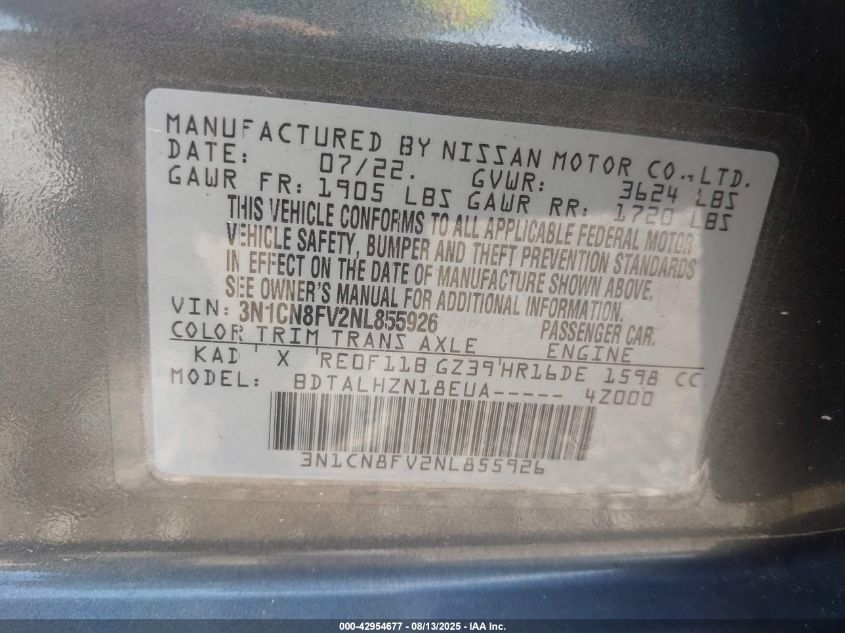 MANUFACTURED BY NISSAN MOTOR CO.,LTD.
DATE: 07/22. GVWR: 3624 LBS
GAWR FR: 1905 LBS GAWR RR: 1720 LBS
THIS VEHICLE CONFORMS TO ALL APPLICABLE FEDERAL MOTOR
VEHICLE SAFETY, BUMPER AND THEFT PREVENTION STANDARDS
IN EFFECT ON THE DATE OF MANUFACTURE SHOWN ABOVE.
SEE OWNER'S MANUAL FOR ADDITIONAL INFORMATION.
VIN: 3N1CN8FV2NL855926 PASSENGER CAR.
COLOR TRIM TRANS AXLE ENGINE
KAD ' X 'RE0F11B GZ39'HR16DE 1598 CC
MODEL: BDTALHZN18EUA----- 4Z000
3N1CN8FV2NL855926
000-42954677 - 08/13/2025 - IAA Inc.